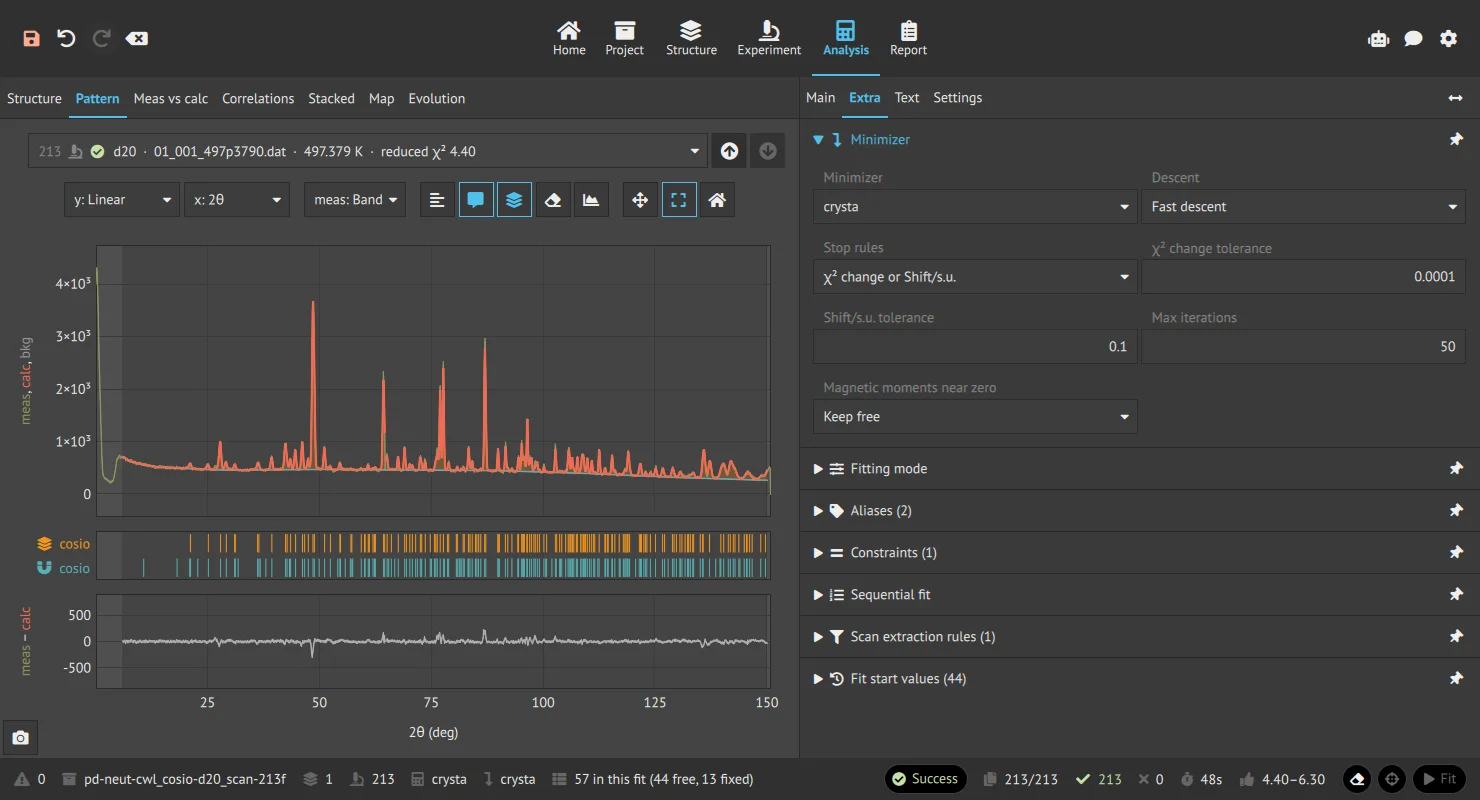 Home Project Structure Experiment Analysis Report
Structure Pattern Meas vs calc Correlations Stacked Map Evolution
213 d20 · 01_001_497p3790.dat · 497.379 K · reduced χ² 4.40
y: Linear x: 2θ meas: Band
meas, calc, bkg
4×10³
3×10³
2×10³
1×10³
0
cosio
cosio
meas − calc
500
0
-500
25 50 75 100 125 150
2θ (deg)
Main Extra Text Settings
Minimizer
Minimizer Descent
crysta Fast descent
Stop rules χ² change tolerance
χ² change or Shift/s.u. 0.0001
Shift/s.u. tolerance Max iterations
0.1 50
Magnetic moments near zero
Keep free
Fitting mode
Aliases (2)
Constraints (1)
Sequential fit
Scan extraction rules (1)
Fit start values (44)
0 pd-neut-cwl_cosio-d20_scan-213f 1 213 crysta crysta 57 in this fit (44 free, 13 fixed) Success 213/213 213 0 48s 4.40–6.30 Fit